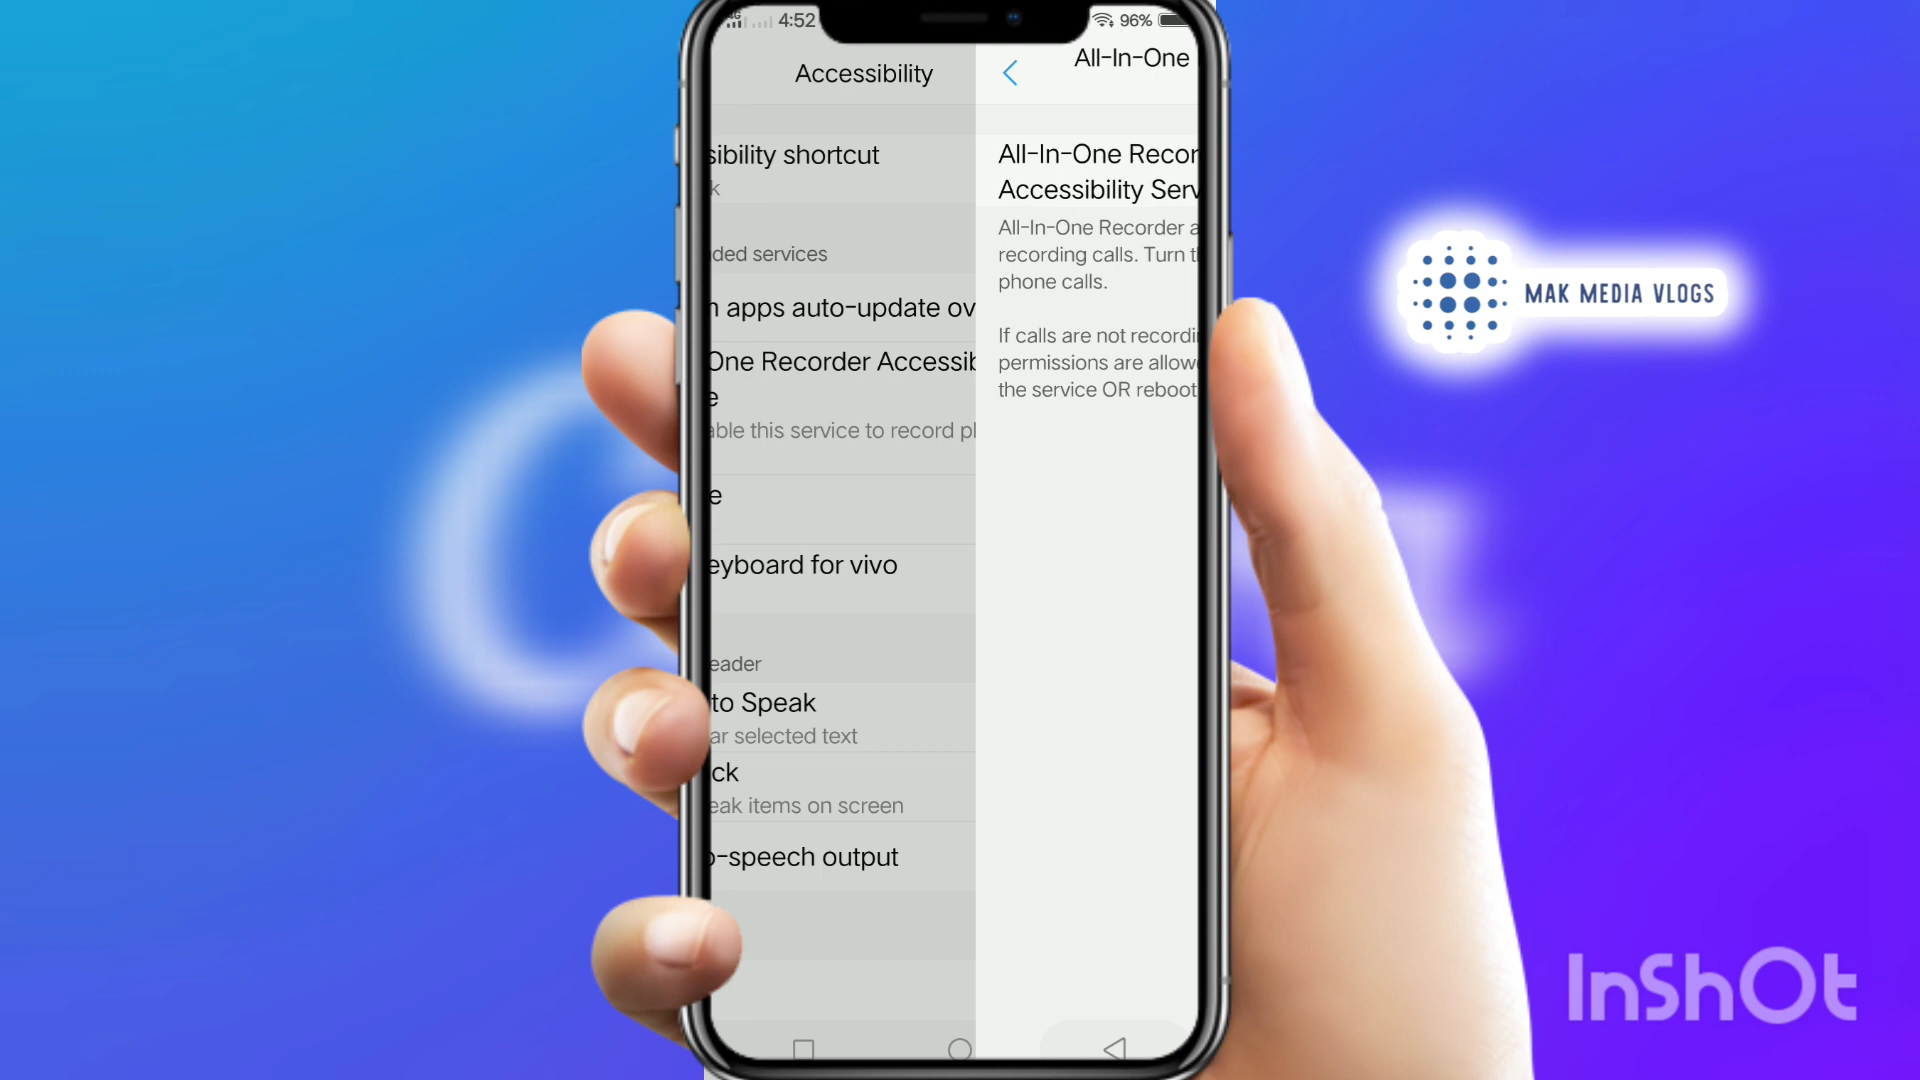 4G
4:52
96%
Accessibility
sibility shortcut
k
ded services
n apps auto-update ov
One Recorder Accessib
e
able this service to record pl
e
eyboard for vivo
eader
to Speak
ar selected text
ck
eak items on screen
o-speech output
All-In-One
All-In-One Recor
Accessibility Serv
All-In-One Recorder a
recording calls. Turn t
phone calls.
If calls are not recordi
permissions are allow
the service OR reboot
MAK MEDIA VLOGS
InShOt